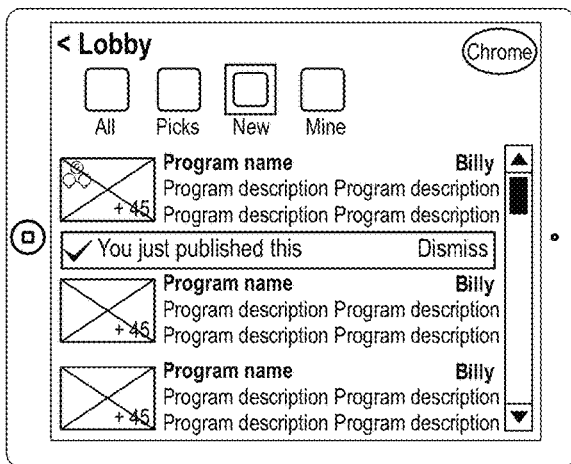 < Lobby
Chrome
All Picks New Mine
Program name Billy
Program description Program description
+ 45 Program description Program description
You just published this Dismiss
Program name Billy
Program description Program description
+ 45 Program description Program description
Program name Billy
Program description Program description
+ 45 Program description Program description